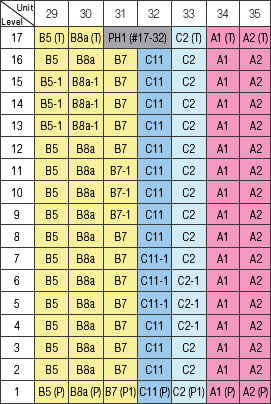 Unit
Level 29 30 31 32 33 34 35
17 B5 (T) B8a (T) PH1 (#17-32) C2 (T) A1 (T) A2 (T)
16 B5 B8a B7 C11 C2 A1 A2
15 B5-1 B8a-1 B7 C11 C2 A1 A2
14 B5-1 B8a-1 B7 C11 C2 A1 A2
13 B5-1 B8a-1 B7 C11 C2 A1 A2
12 B5 B8a B7 C11 C2 A1 A2
11 B5 B8a B7-1 C11 C2 A1 A2
10 B5 B8a B7-1 C11 C2 A1 A2
9 B5 B8a B7-1 C11 C2 A1 A2
8 B5 B8a B7 C11 C2 A1 A2
7 B5 B8a B7 C11-1 C2 A1 A2
6 B5 B8a B7 C11-1 C2-1 A1 A2
5 B5 B8a B7 C11-1 C2-1 A1 A2
4 B5 B8a B7 C11 C2-1 A1 A2
3 B5 B8a B7 C11 C2 A1 A2
2 B5 B8a B7 C11 C2 A1 A2
1 B5 (P) B8a (P) B7 (P1) C11 (P) C2 (P1) A1 (P) A2 (P)